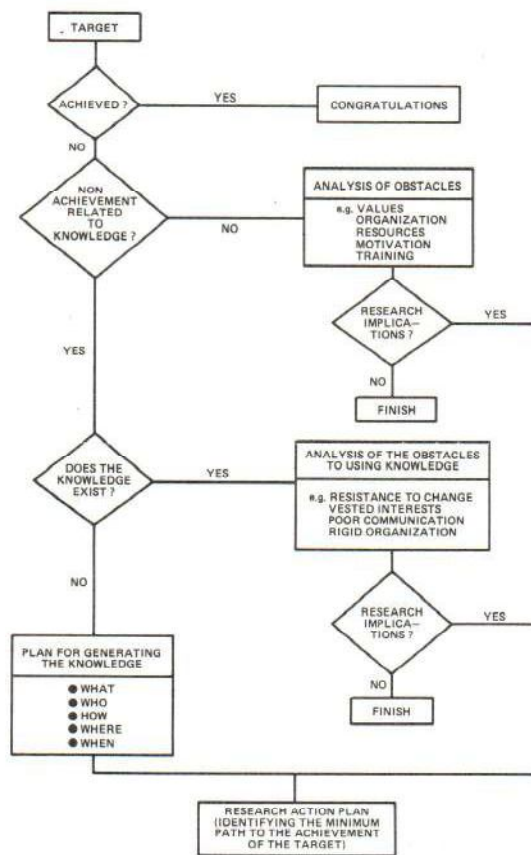 TARGET
ACHIEVED ?
YES
CONGRATULATIONS
NO
NON
ACHIEVEMENT
RELATED
TO
KNOWLEDGE ?
NO
ANALYSIS OF OBSTACLES
e.g. VALUES
ORGANIZATION
RESOURCES
MOTIVATION
TRAINING
RESEARCH
IMPLICA–
TIONS ?
YES
NO
FINISH
YES
DOES THE
KNOWLEDGE
EXIST ?
YES
ANALYSIS OF THE OBSTACLES
TO USING KNOWLEDGE
e.g. RESISTANCE TO CHANGE
VESTED INTERESTS
POOR COMMUNICATION
RIGID ORGANIZATION
RESEARCH
IMPLICA–
TIONS ?
YES
NO
FINISH
NO
PLAN FOR GENERATING
THE KNOWLEDGE
● WHAT
● WHO
● HOW
● WHERE
● WHEN
RESEARCH ACTION PLAN
(IDENTIFYING THE MINIMUM
PATH TO THE ACHIEVEMENT
OF THE TARGET)